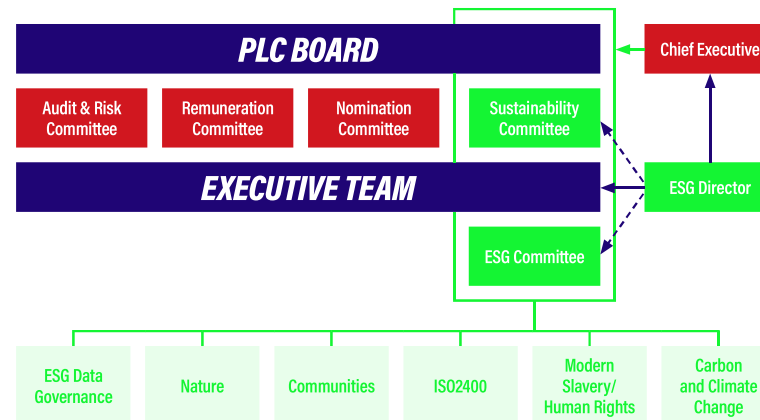 PLC BOARD
Chief Executive
Audit & Risk
Committee
Remuneration
Committee
Nomination
Committee
Sustainability
Committee
EXECUTIVE TEAM
ESG Director
ESG Committee
ESG Data
Governance
Nature
Communities
ISO2400
Modern
Slavery/
Human Rights
Carbon
and Climate
Change